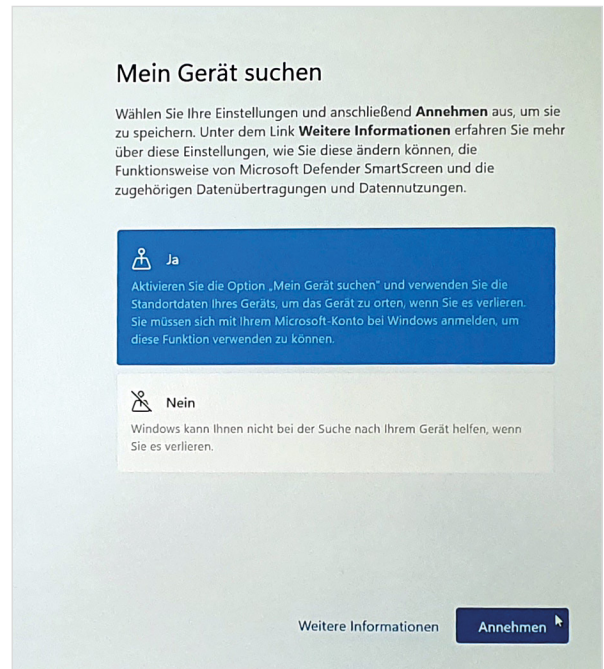 Mein Gerät suchen
Wählen Sie Ihre Einstellungen und anschließend Annehmen aus, um sie
zu speichern. Unter dem Link Weitere Informationen erfahren Sie mehr
über diese Einstellungen, wie Sie diese ändern können, die
Funktionsweise von Microsoft Defender SmartScreen und die
zugehörigen Datenübertragungen und Datennutzungen.
Ja
Aktivieren Sie die Option „Mein Gerät suchen" und verwenden Sie die
Standortdaten Ihres Geräts, um das Gerät zu orten, wenn Sie es verlieren.
Sie müssen sich mit Ihrem Microsoft-Konto bei Windows anmelden, um
diese Funktion verwenden zu können.
Nein
Windows kann Ihnen nicht bei der Suche nach Ihrem Gerät helfen, wenn
Sie es verlieren.
Weitere Informationen
Annehmen